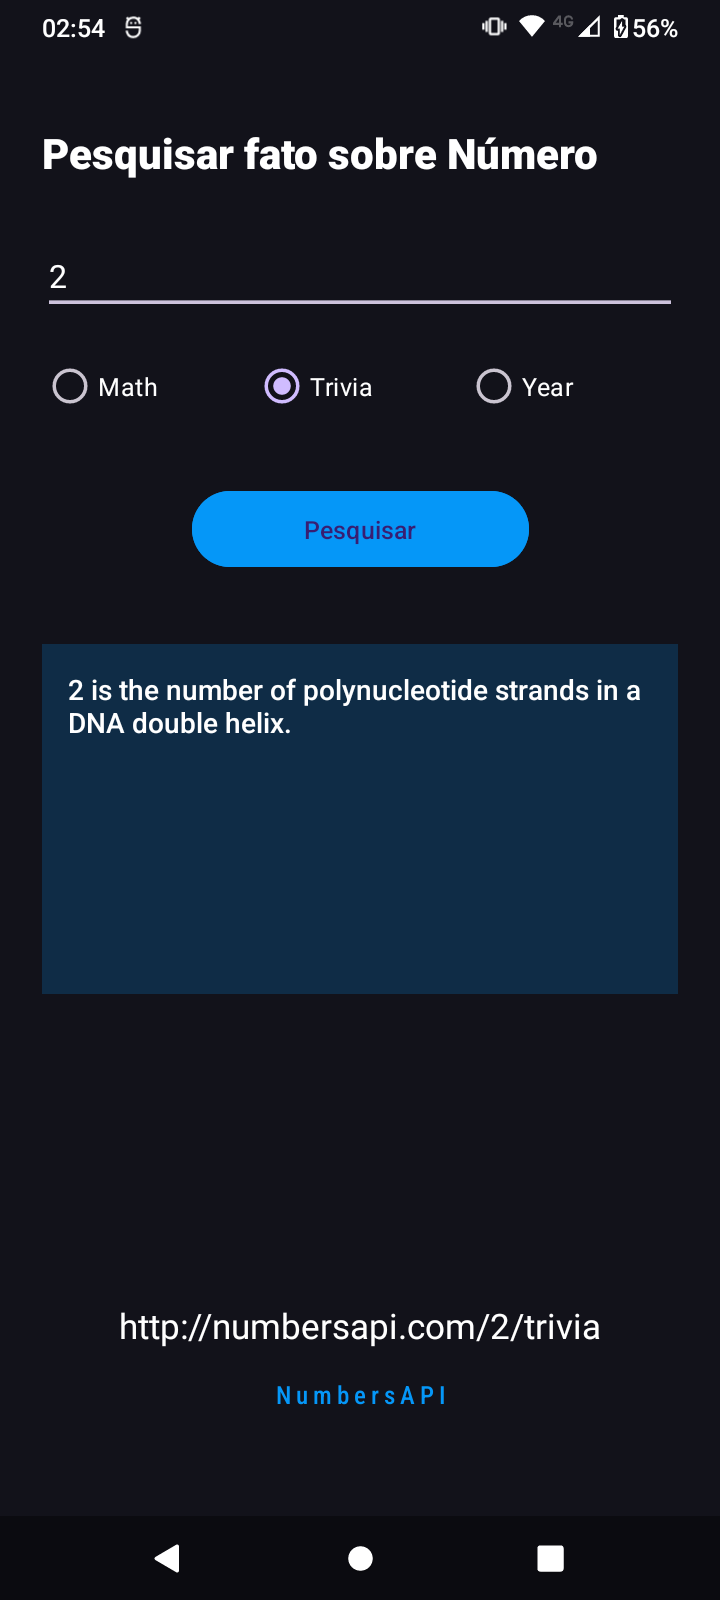 02:54
4G
56%
Pesquisar fato sobre Número
2
Math
Trivia
Year
Pesquisar
2 is the number of polynucleotide strands in a
DNA double helix.
http://numbersapi.com/2/trivia
NumbersAPI